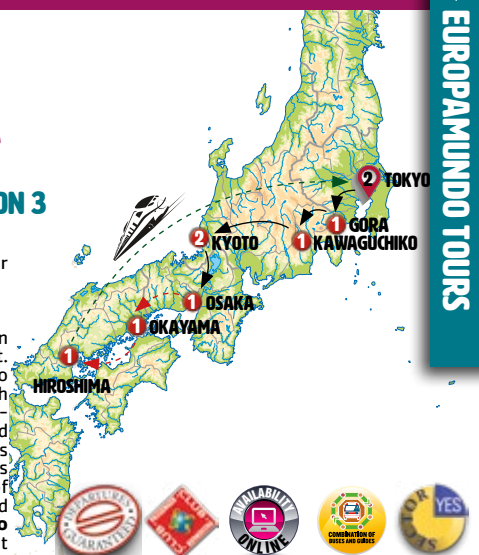 EUROPAMUNDO TOURS
ON 3
2 TOKYO
1 GORA
1 KAWAGUCHIKO
2 KYOTO
1 OSAKA
1 OKAYAMA
1
HIROSHIMA
r
n
t.
o
h
-
d
s
s
f
d
o
t
DEPARTURES
GUARANTEED
AVAILABILITY
ONLINE
COMBINATION OF
BUSES AND GUIDES
YES